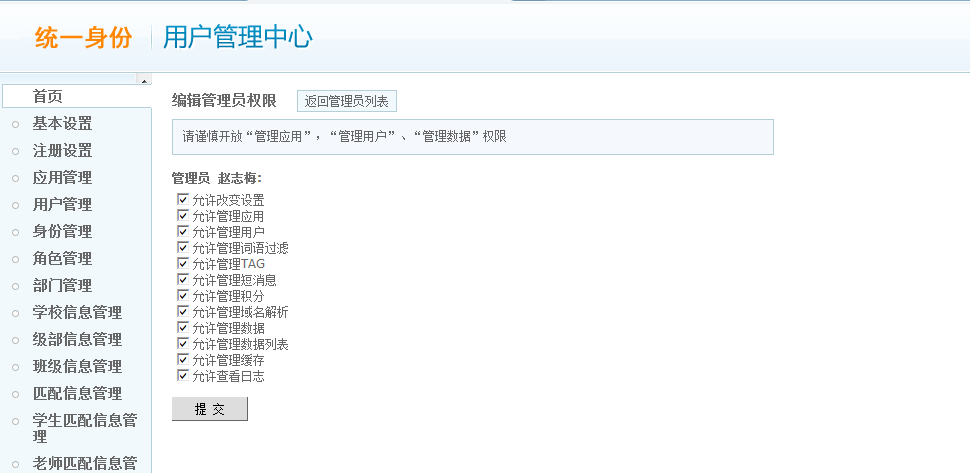 统一身份 用户管理中心
首页
基本设置
注册设置
应用管理
用户管理
身份管理
角色管理
部门管理
学校信息管理
级部信息管理
班级信息管理
匹配信息管理
学生匹配信息管
理
老师匹配信息管
编辑管理员权限 返回管理员列表
请谨慎开放“管理应用”，“管理用户”、“管理数据”权限
管理员 赵志梅:
允许改变设置
允许管理应用
允许管理用户
允许管理词语过滤
允许管理TAG
允许管理短消息
允许管理积分
允许管理域名解析
允许管理数据
允许管理数据列表
允许管理缓存
允许查看日志
提 交